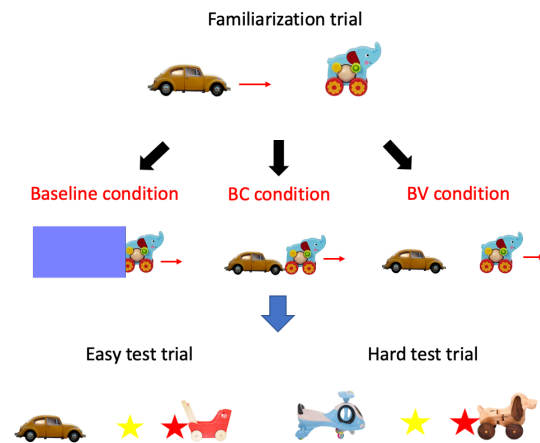 Familiarization trial
Baseline condition
BC condition
BV condition
Easy test trial
Hard test trial